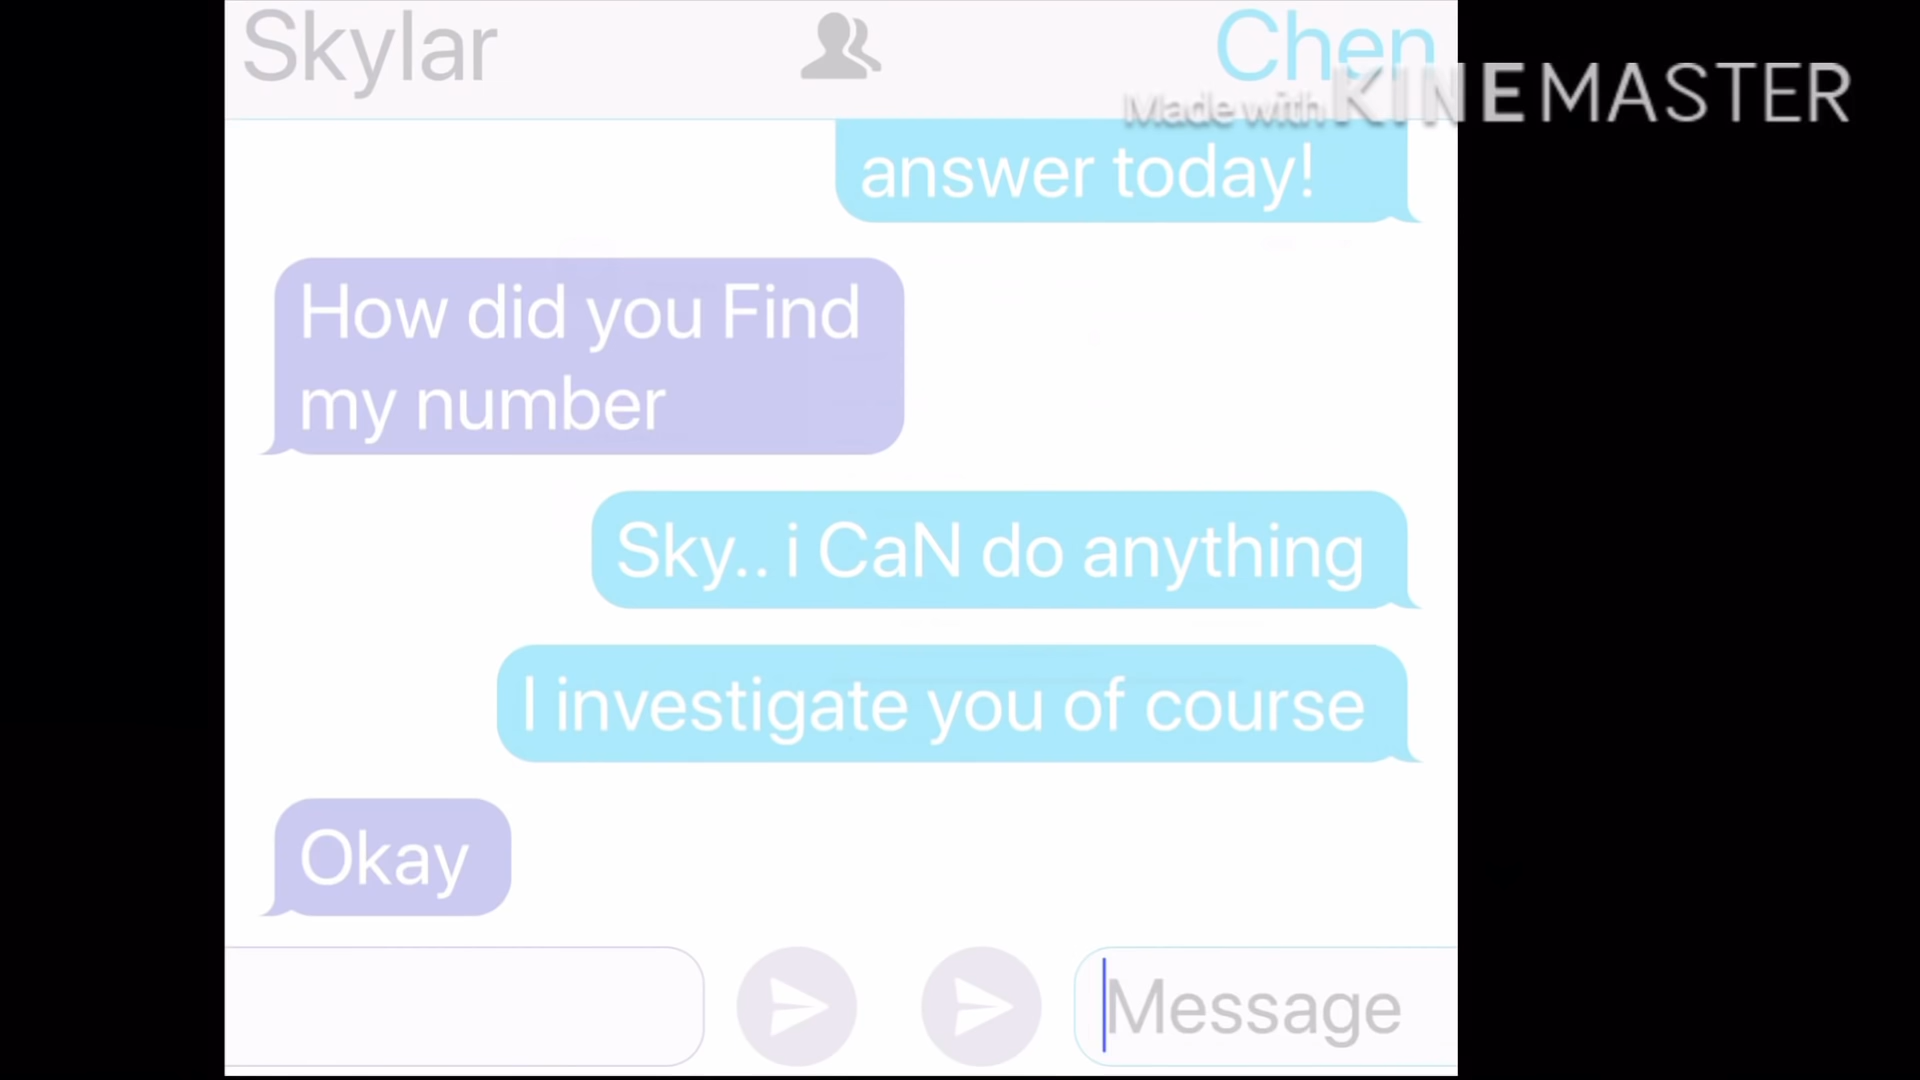 Skylar
Chen
Made with KINEMASTER
answer today!
How did you Find
my number
Sky.. i CaN do anything
I investigate you of course
Okay
Message